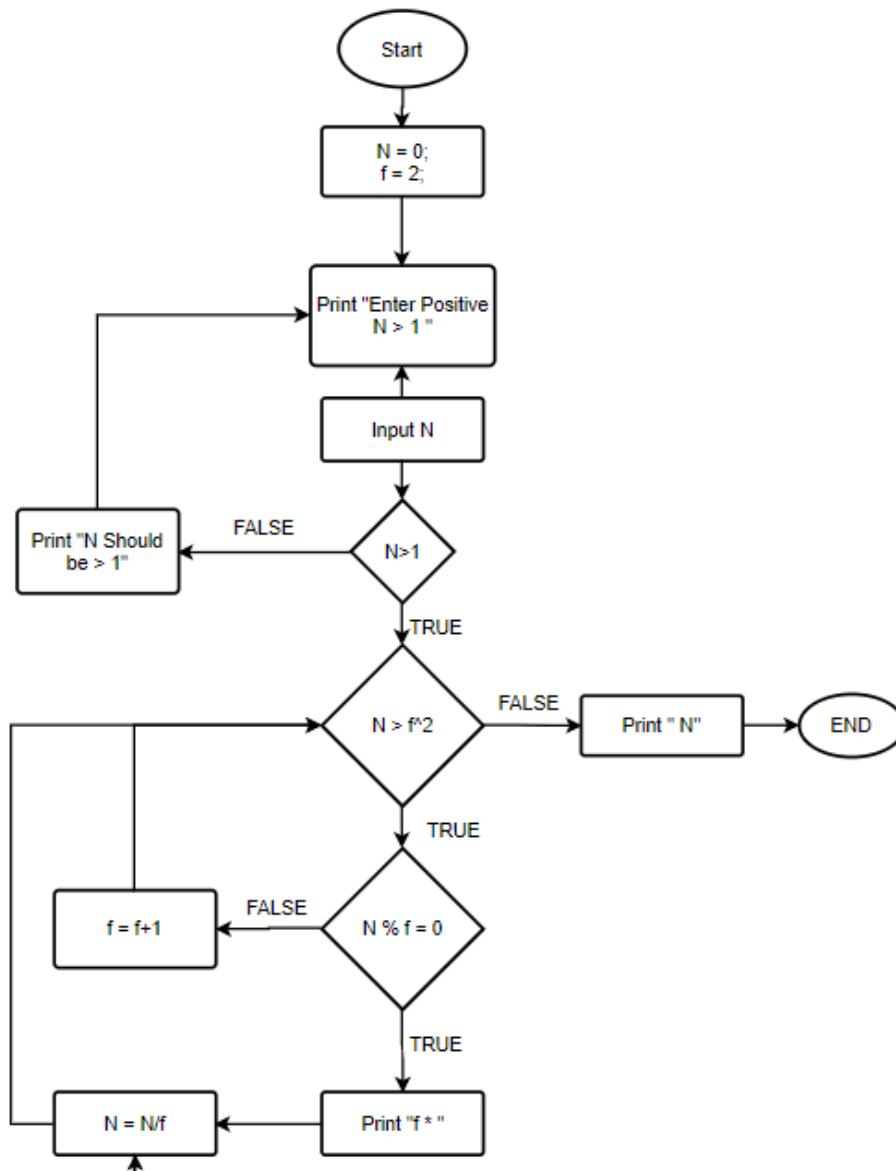 Start
N = 0;
f = 2;
Print "Enter Positive
N > 1 "
Input N
FALSE
Print "N Should
be > 1"
N>1
TRUE
N > f^2
FALSE
Print " N"
END
TRUE
f = f+1
FALSE
N % f = 0
TRUE
N = N/f
Print "f * "